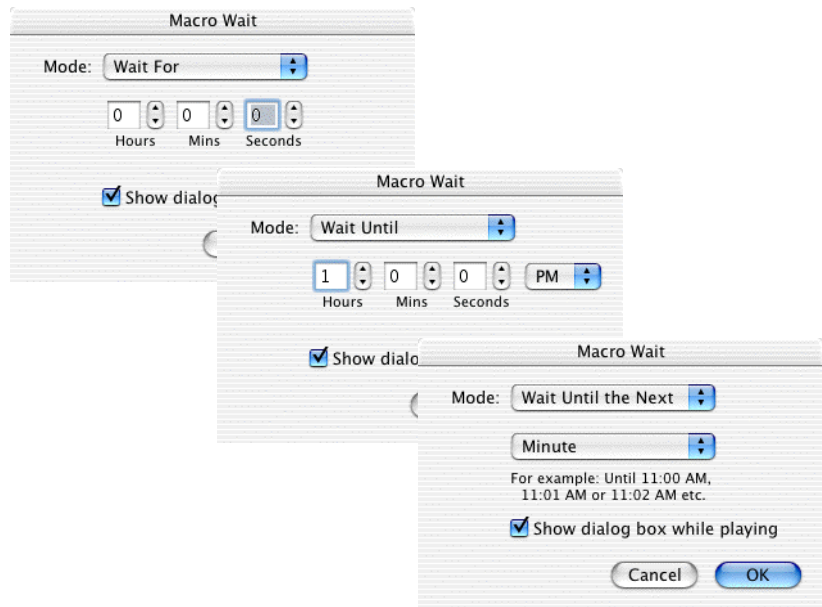 Macro Wait
Mode: Wait For
0 0 0
Hours Mins Seconds
Show dialog
Macro Wait
Mode: Wait Until
1 0 0 PM
Hours Mins Seconds
Show dialo
Macro Wait
Mode: Wait Until the Next
Minute
For example: Until 11:00 AM,
11:01 AM or 11:02 AM etc.
Show dialog box while playing
Cancel OK